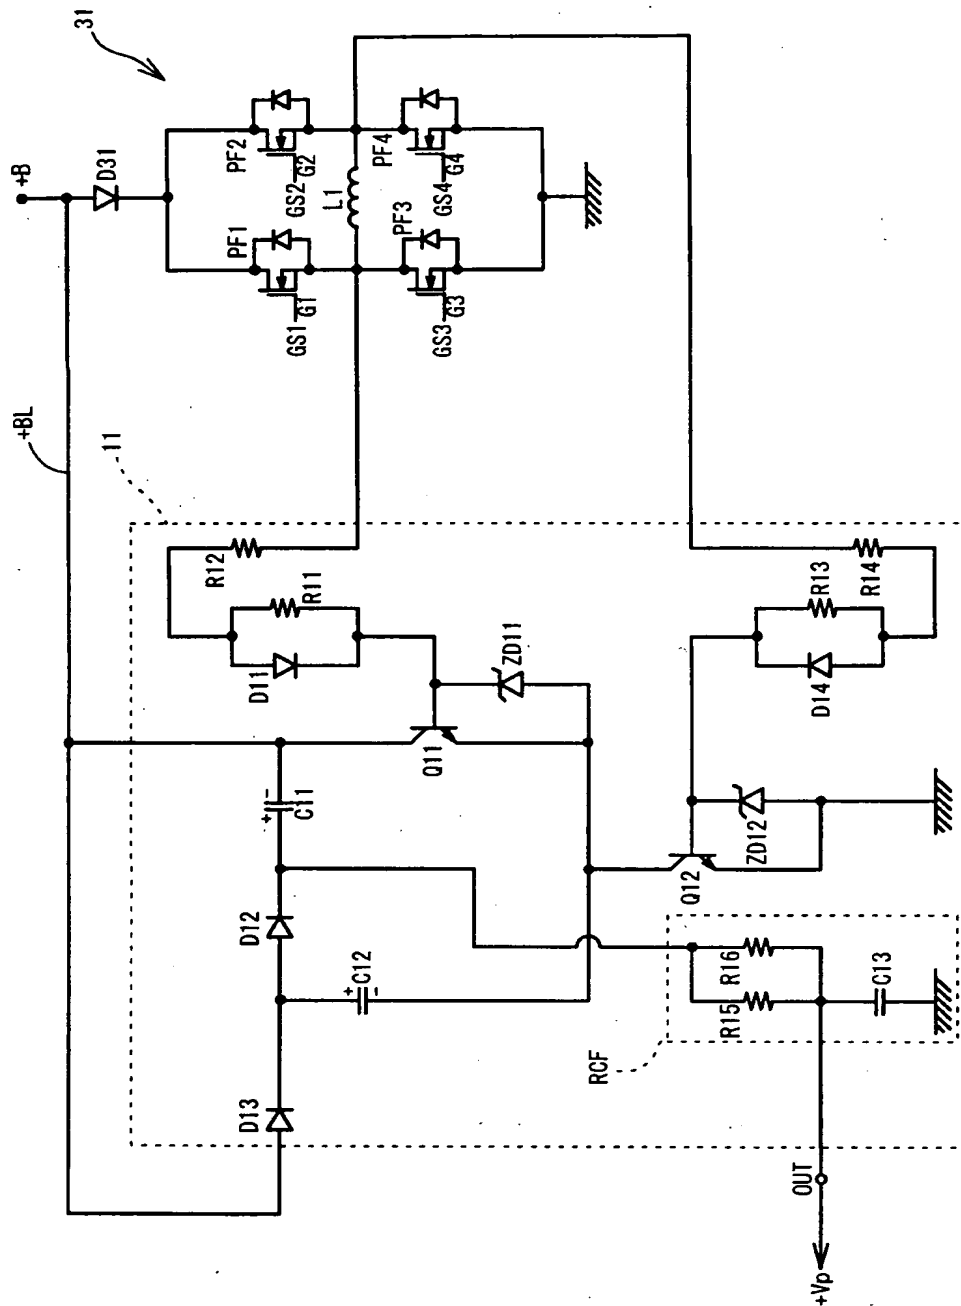 31
+B
D31
PF2
GS2
G2
PF4
GS4
G4
L1
PF1
GS1
G1
PF3
GS3
G3
+BL
11
R12
R11
D11
ZD11
Q11
C11
+
-
D12
C12
+
-
D13
R13
R14
D14
ZD12
Q12
R16
R15
C13
RCF
OUT
+Vp